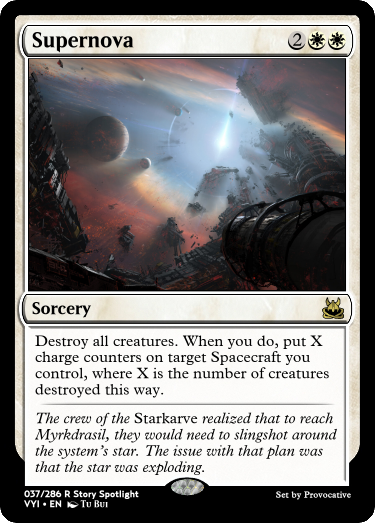 Supernova 2
Sorcery
Destroy all creatures. When you do, put X
charge counters on target Spacecraft you
control, where X is the number of creatures
destroyed this way.
The crew of the Starkarve realized that to reach
Myrkdrasil, they would need to slingshot around
the system's star. The issue with that plan was
that the star was exploding.
037/286 R Story Spotlight
VYI • EN Tu Bui
Set by Provocative